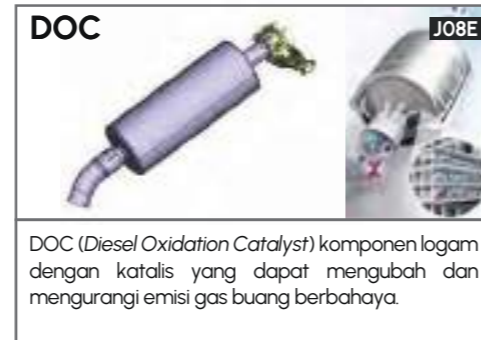 DOC
J08E
DOC (Diesel Oxidation Catalyst) komponen logam
dengan katalis yang dapat mengubah dan
mengurangi emisi gas buang berbahaya.